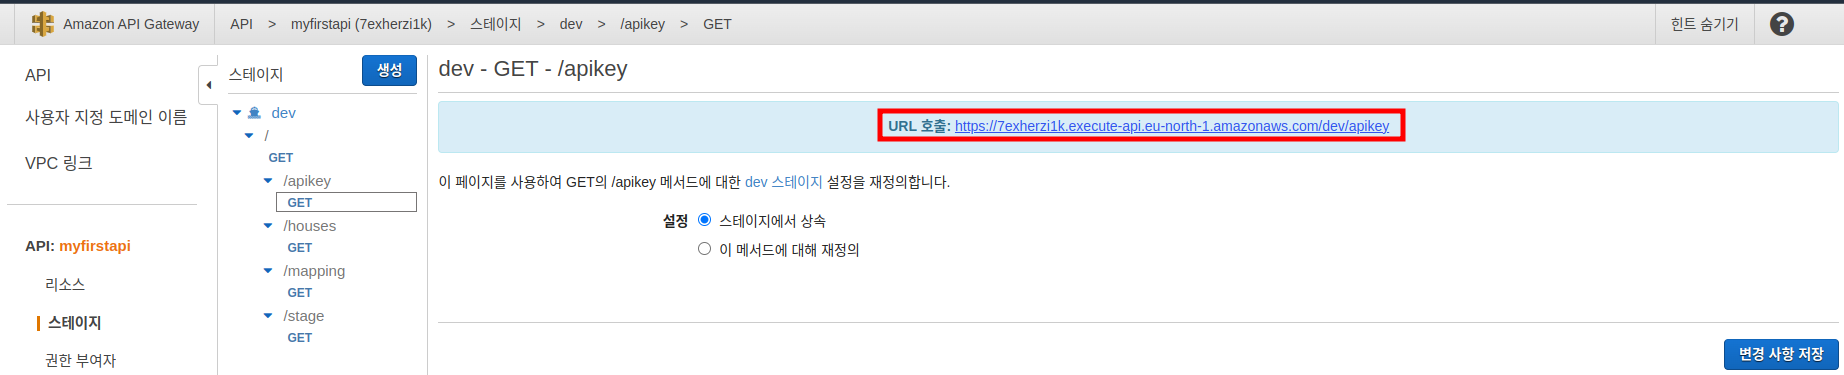 Amazon API Gateway
API > myfirstapi (7exherzi1k) > 스테이지 > dev > /apikey > GET
힌트 숨기기
?
API
사용자 지정 도메인 이름
VPC 링크
API: myfirstapi
리소스
스테이지
권한 부여자
스테이지
생성
dev
/
GET
/apikey
GET
/houses
GET
/mapping
GET
/stage
GET
dev - GET - /apikey
URL 호출: https://7exherzi1k.execute-api.eu-north-1.amazonaws.com/dev/apikey
이 페이지를 사용하여 GET의 /apikey 메서드에 대한 dev 스테이지 설정을 재정의합니다.
설정 스테이지에서 상속
이 메서드에 대해 재정의
변경 사항 저장